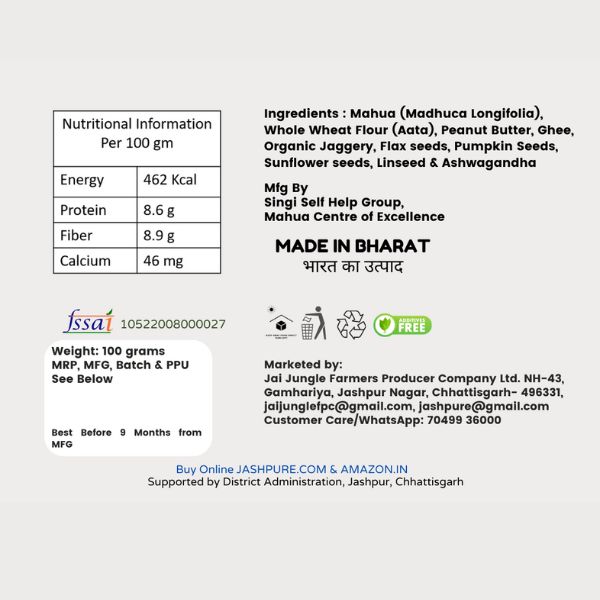 Nutritional Information
Per 100 gm
Energy 462 Kcal
Protein 8.6 g
Fiber 8.9 g
Calcium 46 mg
Ingredients : Mahua (Madhuca Longifolia),
Whole Wheat Flour (Aata), Peanut Butter, Ghee,
Organic Jaggery, Flax seeds, Pumpkin Seeds,
Sunflower seeds, Linseed & Ashwagandha
Mfg By
Singi Self Help Group,
Mahua Centre of Excellence
MADE IN BHARAT
भारत का उत्पाद
fssai 10522008000027
ADDITIVES
FREE
Weight: 100 grams
MRP, MFG, Batch & PPU
See Below
Best Before 9 Months from
MFG
Marketed by:
Jai Jungle Farmers Producer Company Ltd. NH-43,
Gamhariya, Jashpur Nagar, Chhattisgarh- 496331,
jaijunglefpc@gmail.com, jashpure@gmail.com
Customer Care/WhatsApp: 70499 36000
Buy Online JASHPURE.COM & AMAZON.IN
Supported by District Administration, Jashpur, Chhattisgarh